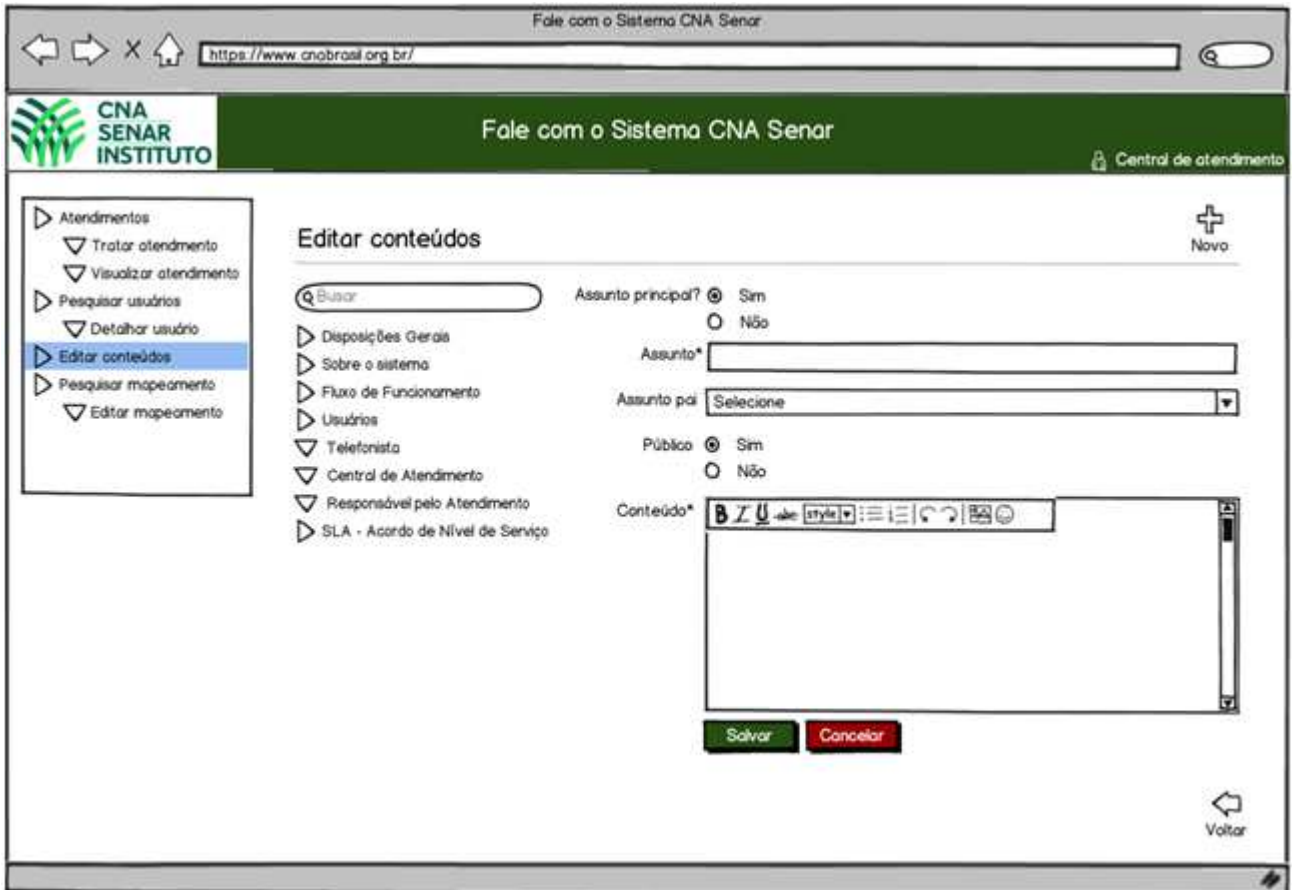 Fale com o Sistema CNA Senar
https://www.cnabrasil.org.br/
CNA
SENAR
INSTITUTO
Fale com o Sistema CNA Senar
Central de atendimento
Atendimentos
Tratar atendmento
Visualizar atendimento
Pesquisar usuários
Detalhar usuário
Editar conteúdos
Pesquisar mapeamento
Editar mapeamento
Editar conteúdos
Novo
Buscar
Disposições Gerais
Sobre o sistema
Fluxo de Funcionamento
Usuários
Telefonista
Central de Atendimento
Responsável pelo Atendimento
SLA - Acordo de Nível de Serviço
Assunto principal? Sim
Não
Assunto*
Assunto pai Selecione
Público Sim
Não
Conteúdo* B I U abc style
Salvar Cancelar
Voltar